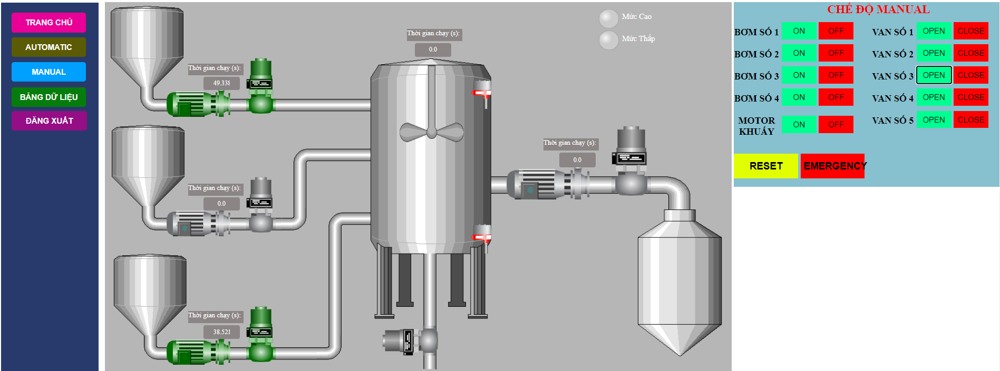 TRANG CHỦ
AUTOMATIC
MANUAL
BẢNG DỮ LIỆU
ĐĂNG XUẤT
Mức Cao
Mức Thấp
Thời gian chạy (s):
0.0
Thời gian chạy (s):
49.338
Thời gian chạy (s):
0.0
Thời gian chạy (s):
0.0
Thời gian chạy (s):
38.521
CHẾ ĐỘ MANUAL
BƠM SỐ 1 ON OFF VAN SỐ 1 OPEN CLOSE
BƠM SỐ 2 ON OFF VAN SỐ 2 OPEN CLOSE
BƠM SỐ 3 ON OFF VAN SỐ 3 OPEN CLOSE
BƠM SỐ 4 ON OFF VAN SỐ 4 OPEN CLOSE
MOTOR
KHUẤY ON OFF VAN SỐ 5 OPEN CLOSE
RESET EMERGENCY